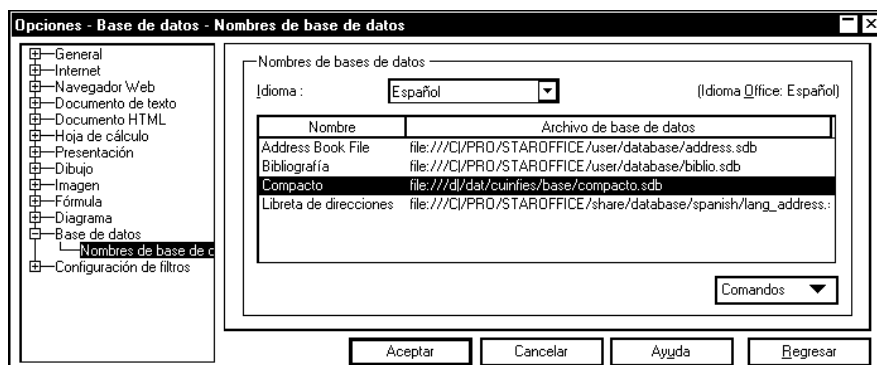 Opciones - Base de datos - Nombres de base de datos
General
Internet
Navegador Web
Documento de texto
Documento HTML
Hoja de cálculo
Presentación
Dibujo
Imagen
Fórmula
Diagrama
Base de datos
Nombres de base de d
Configuración de filtros
Nombres de bases de datos
Idioma : Español (Idioma Office: Español)
Nombre Archivo de base de datos
Address Book File file:///C|/PRO/STAROFFICE/user/database/address.sdb
Bibliografía file:///C|/PRO/STAROFFICE/user/database/biblio.sdb
Compacto file:///d|/dat/cuinfies/base/compacto.sdb
Libreta de direcciones file:///C|/PRO/STAROFFICE/share/database/spanish/lang_address.
Comandos
Aceptar Cancelar Ayuda Regresar